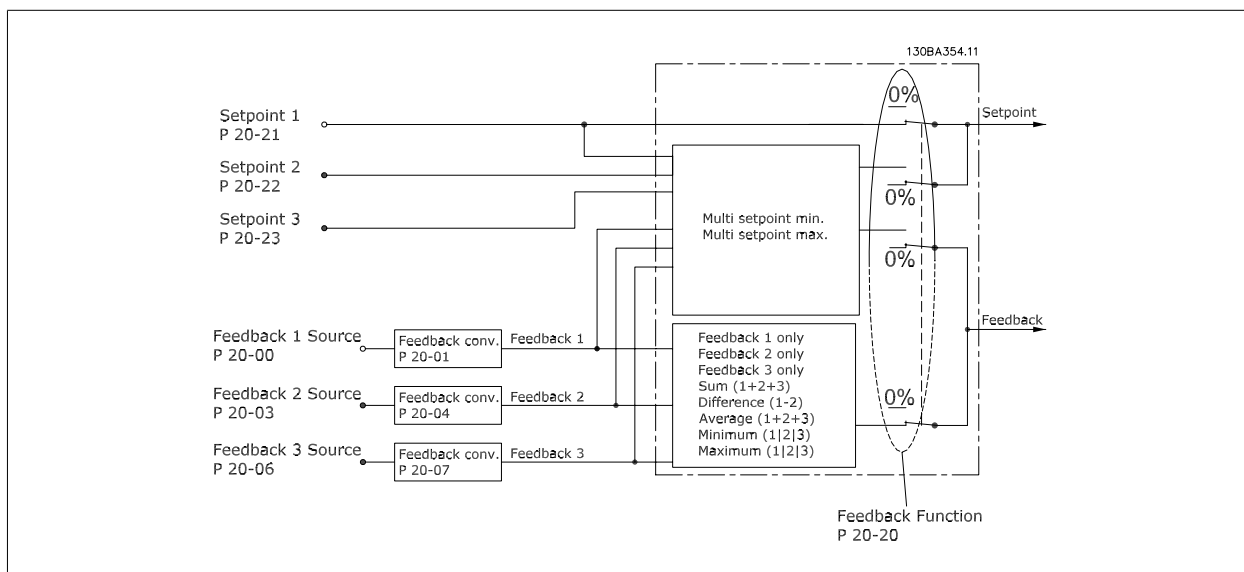 130BA354.11
Setpoint 1
P 20-21
Setpoint 2
P 20-22
Setpoint 3
P 20-23
0%
Setpoint
0%
Multi setpoint min.
Multi setpoint max.
0%
Feedback 1 Source
P 20-00
Feedback conv.
P 20-01
Feedback 1
Feedback 2 Source
P 20-03
Feedback conv.
P 20-04
Feedback 2
Feedback 3 Source
P 20-06
Feedback conv.
P 20-07
Feedback 3
Feedback 1 only
Feedback 2 only
Feedback 3 only
Sum (1+2+3)
Difference (1-2)
Average (1+2+3)
Minimum (1|2|3)
Maximum (1|2|3)
Feedback
0%
Feedback Function
P 20-20